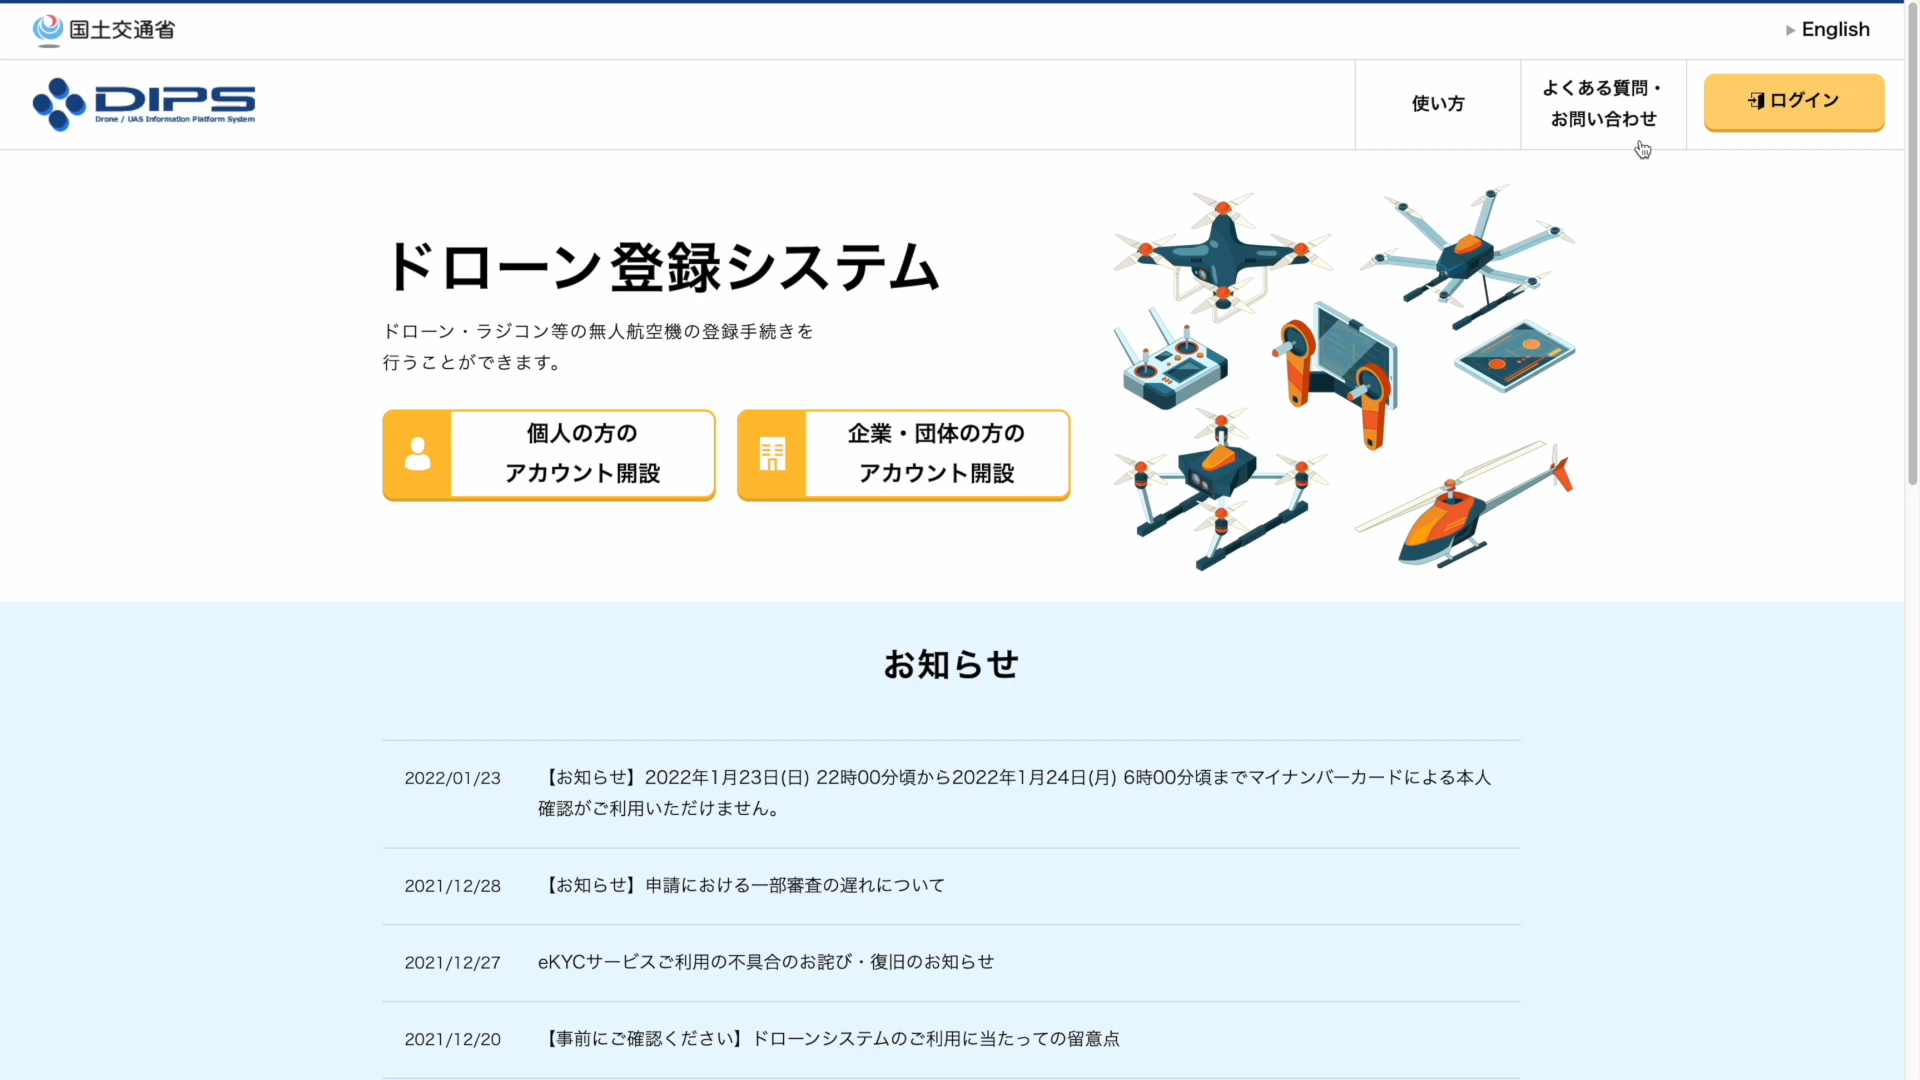 国土交通省
English
DIPS
Drone / UAS Information Platform System
使い方
よくある質問・
お問い合わせ
ログイン
ドローン登録システム
ドローン・ラジコン等の無人航空機の登録手続きを
行うことができます。
個人の方の
アカウント開設
企業・団体の方の
アカウント開設
お知らせ
2022/01/23 【お知らせ】2022年1月23日(日) 22時00分頃から2022年1月24日(月) 6時00分頃までマイナンバーカードによる本人
確認がご利用いただけません。
2021/12/28 【お知らせ】申請における一部審査の遅れについて
2021/12/27 eKYCサービスご利用の不具合のお詫び・復旧のお知らせ
2021/12/20 【事前にご確認ください】ドローンシステムのご利用に当たっての留意点